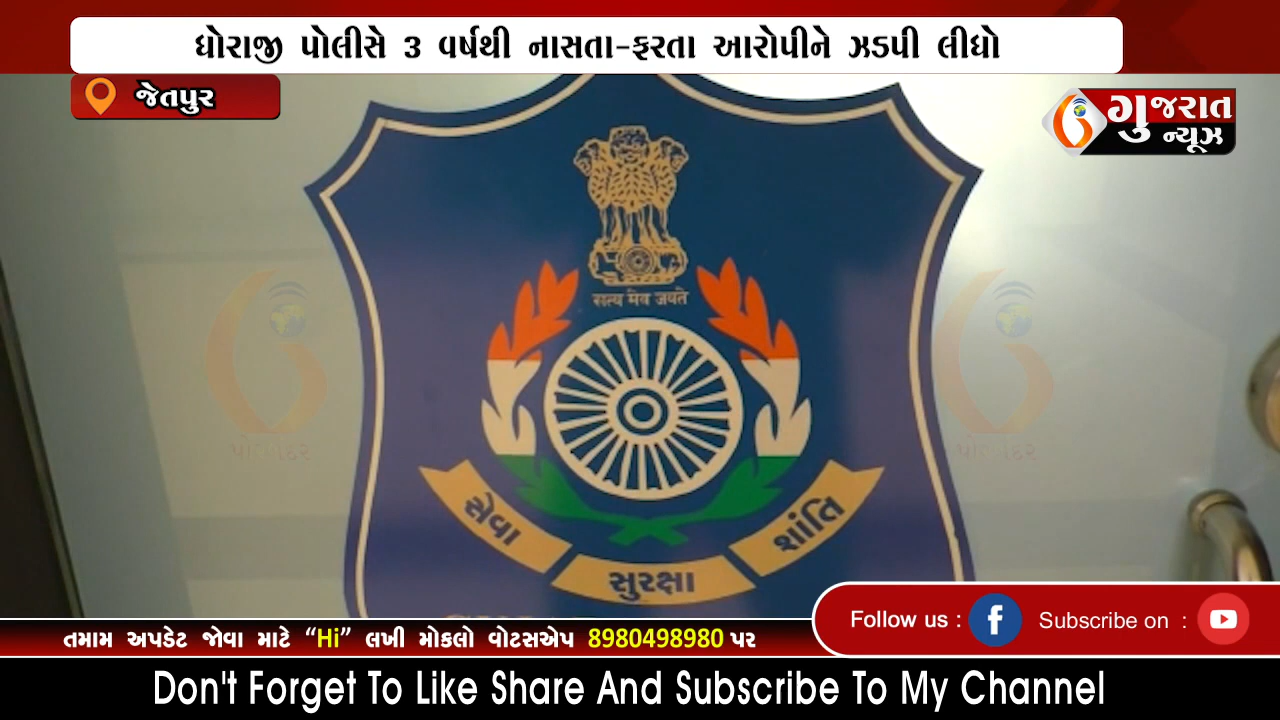 ધોરાજી પોલીસે 3 વર્ષથી નાસતા-ફરતા આરોપીને ઝડપી લીધો
જેતપુર
ગુજરાત
ન્યૂઝ
सत्यमेव जयते
સેવા
સુરક્ષા
શાંતિ
Follow us :
Subscribe on :
તમામ અપડેટ જોવા માટે “Hi” લખી મોકલો વોટસએપ 8980498980 પર
Don't Forget To Like Share And Subscribe To My Channel